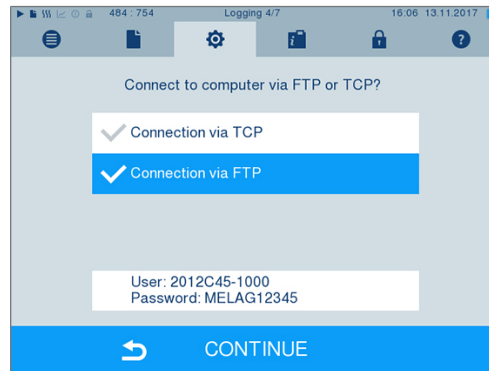 484 : 754 Logging 4/7 16:06 13.11.2017
Connect to computer via FTP or TCP?
Connection via TCP
Connection via FTP
User: 2012C45-1000
Password: MELAG12345
CONTINUE